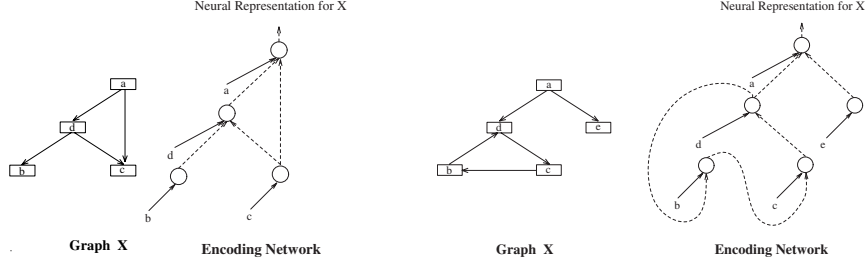 Neural Representation for X
a
d
b
c
a
d
b
c
Graph X
Encoding Network
Neural Representation for X
a
d
e
b
c
a
d
e
b
c
Graph X
Encoding Network